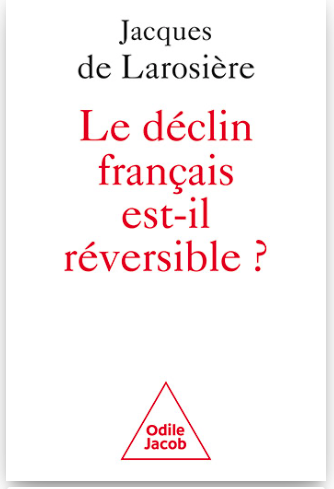 Jacques
de Larosière
Le déclin
français
est-il
réversible ?
Odile
Jacob